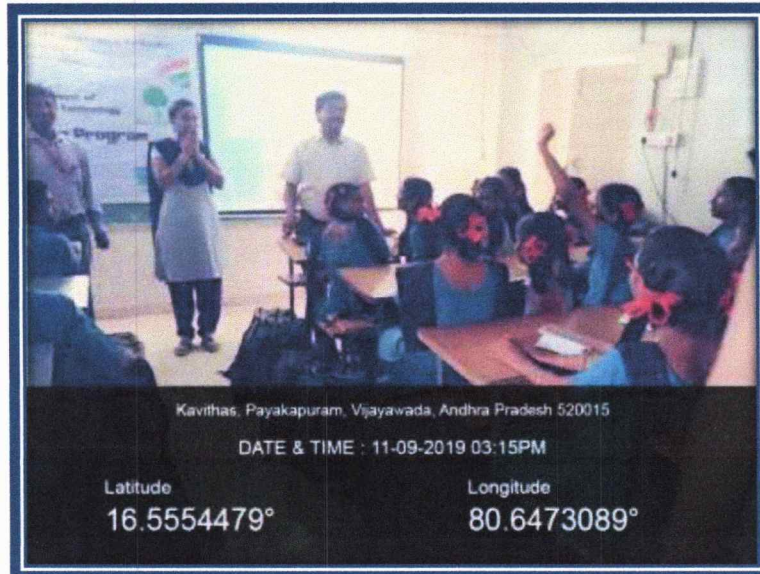 Program
Kavithas, Payakapuram, Vijayawada, Andhra Pradesh 520015
DATE & TIME : 11-09-2019 03:15PM
Latitude
Longitude
16.5554479°
80.6473089°